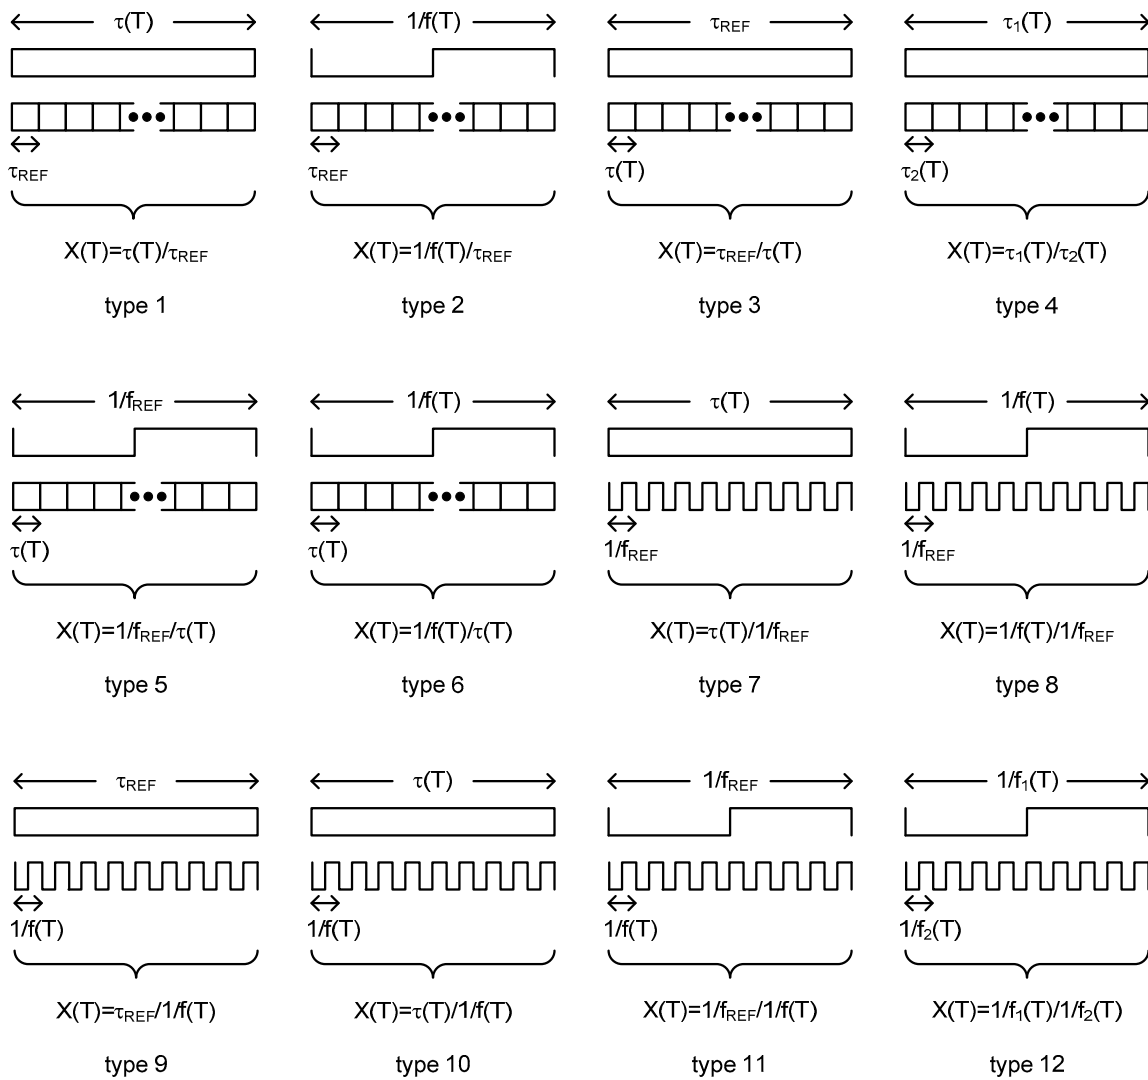 τ(T) 1/f(T) τREF τ1(T)
τREF τREF τ(T) τ2(T)
X(T)=τ(T)/τREF X(T)=1/f(T)/τREF X(T)=τREF/τ(T) X(T)=τ1(T)/τ2(T)
type 1 type 2 type 3 type 4
1/fREF 1/f(T) τ(T) 1/f(T)
τ(T) τ(T) 1/fREF 1/fREF
X(T)=1/fREF/τ(T) X(T)=1/f(T)/τ(T) X(T)=τ(T)/1/fREF X(T)=1/f(T)/1/fREF
type 5 type 6 type 7 type 8
τREF τ(T) 1/fREF 1/f1(T)
1/f(T) 1/f(T) 1/f(T) 1/f2(T)
X(T)=τREF/1/f(T) X(T)=τ(T)/1/f(T) X(T)=1/fREF/1/f(T) X(T)=1/f1(T)/1/f2(T)
type 9 type 10 type 11 type 12